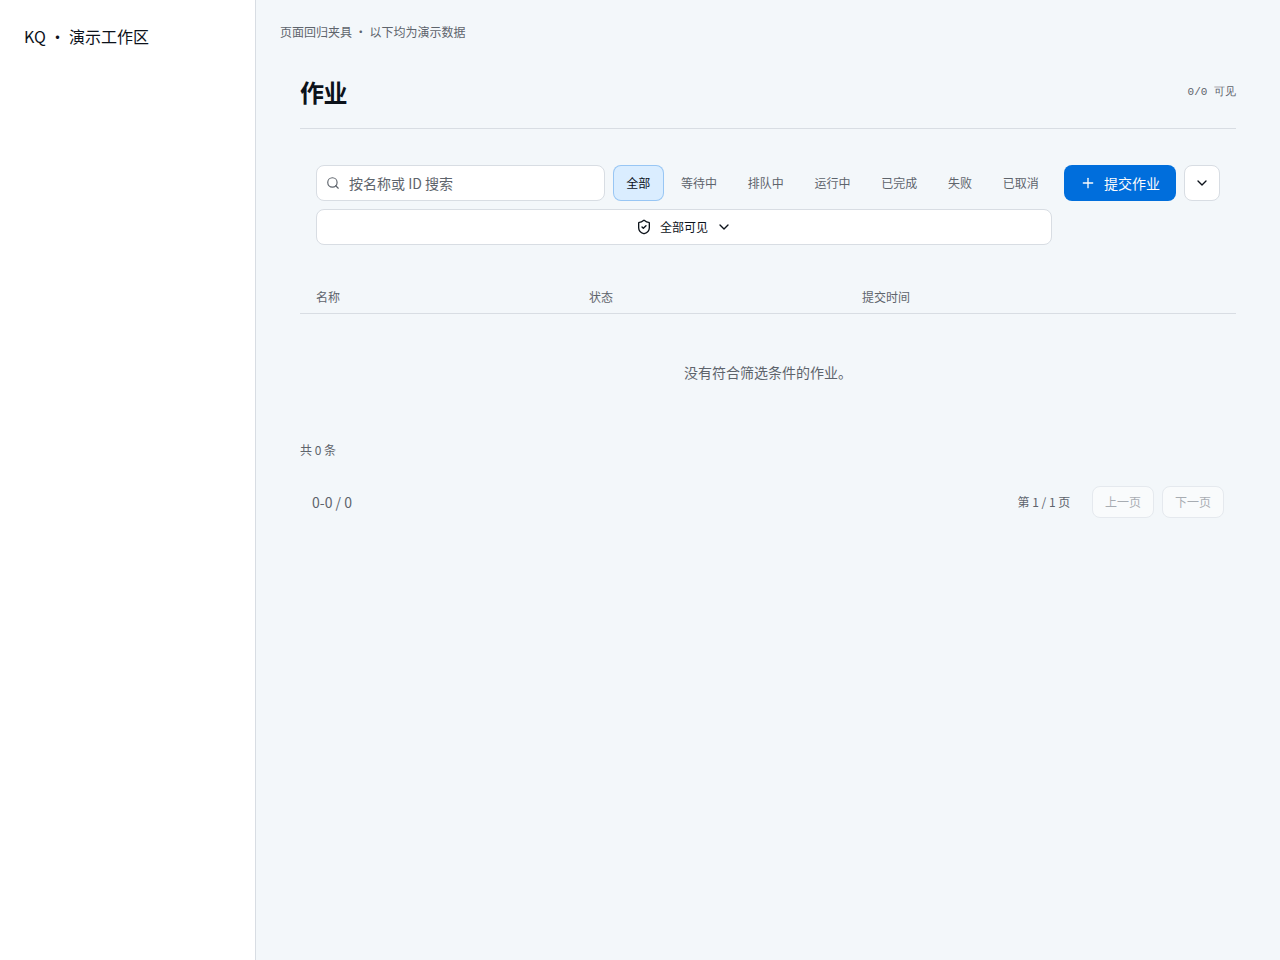 KQ · 演示工作区
页面回归夹具 · 以下均为演示数据
作业
0/0 可见
按名称或 ID 搜索
全部
等待中
排队中
运行中
已完成
失败
已取消
提交作业
全部可见
名称
状态
提交时间
没有符合筛选条件的作业。
共 0 条
0-0 / 0
第 1 / 1 页
上一页
下一页